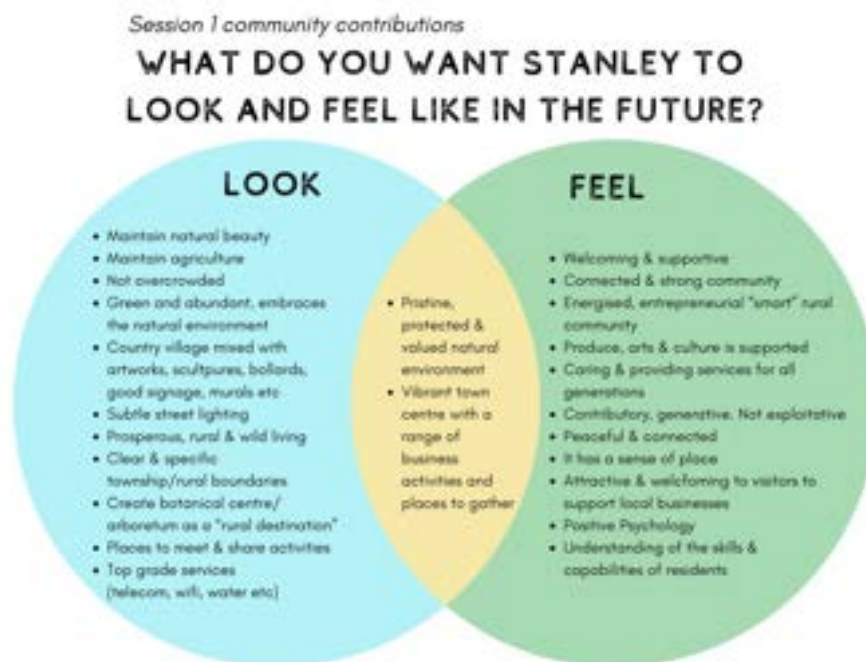 Session 1 community contributions
WHAT DO YOU WANT STANLEY TO
LOOK AND FEEL LIKE IN THE FUTURE?
LOOK
• Maintain natural beauty
• Maintain agriculture
• Not overcrowded
• Green and abundant, embraces
the natural environment
• Country village mixed with
artworks, scultpures, bollards,
good signage, murals etc
• Subtle street lighting
• Prosperous, rural & wild living
• Clear & specific
township/rural boundaries
• Create botanical centre/
arboretum as a "rural destination"
• Places to meet & share activities
• Top grade services
(telecom, wifi, water etc)
• Pristine,
protected &
valued natural
environment
• Vibrant town
centre with a
range of
business
activities and
places to gather
FEEL
• Welcoming & supportive
• Connected & strong community
• Energised, entrepreneurial "smart" rural
community
• Produce, arts & culture is supported
• Caring & providing services for all
generations
• Contributory, generative. Not exploitative
• Peaceful & connected
• It has a sense of place
• Attractive & welcfoming to visitors to
support local businesses
• Positive Psychology
• Understanding of the skills &
capabilities of residents